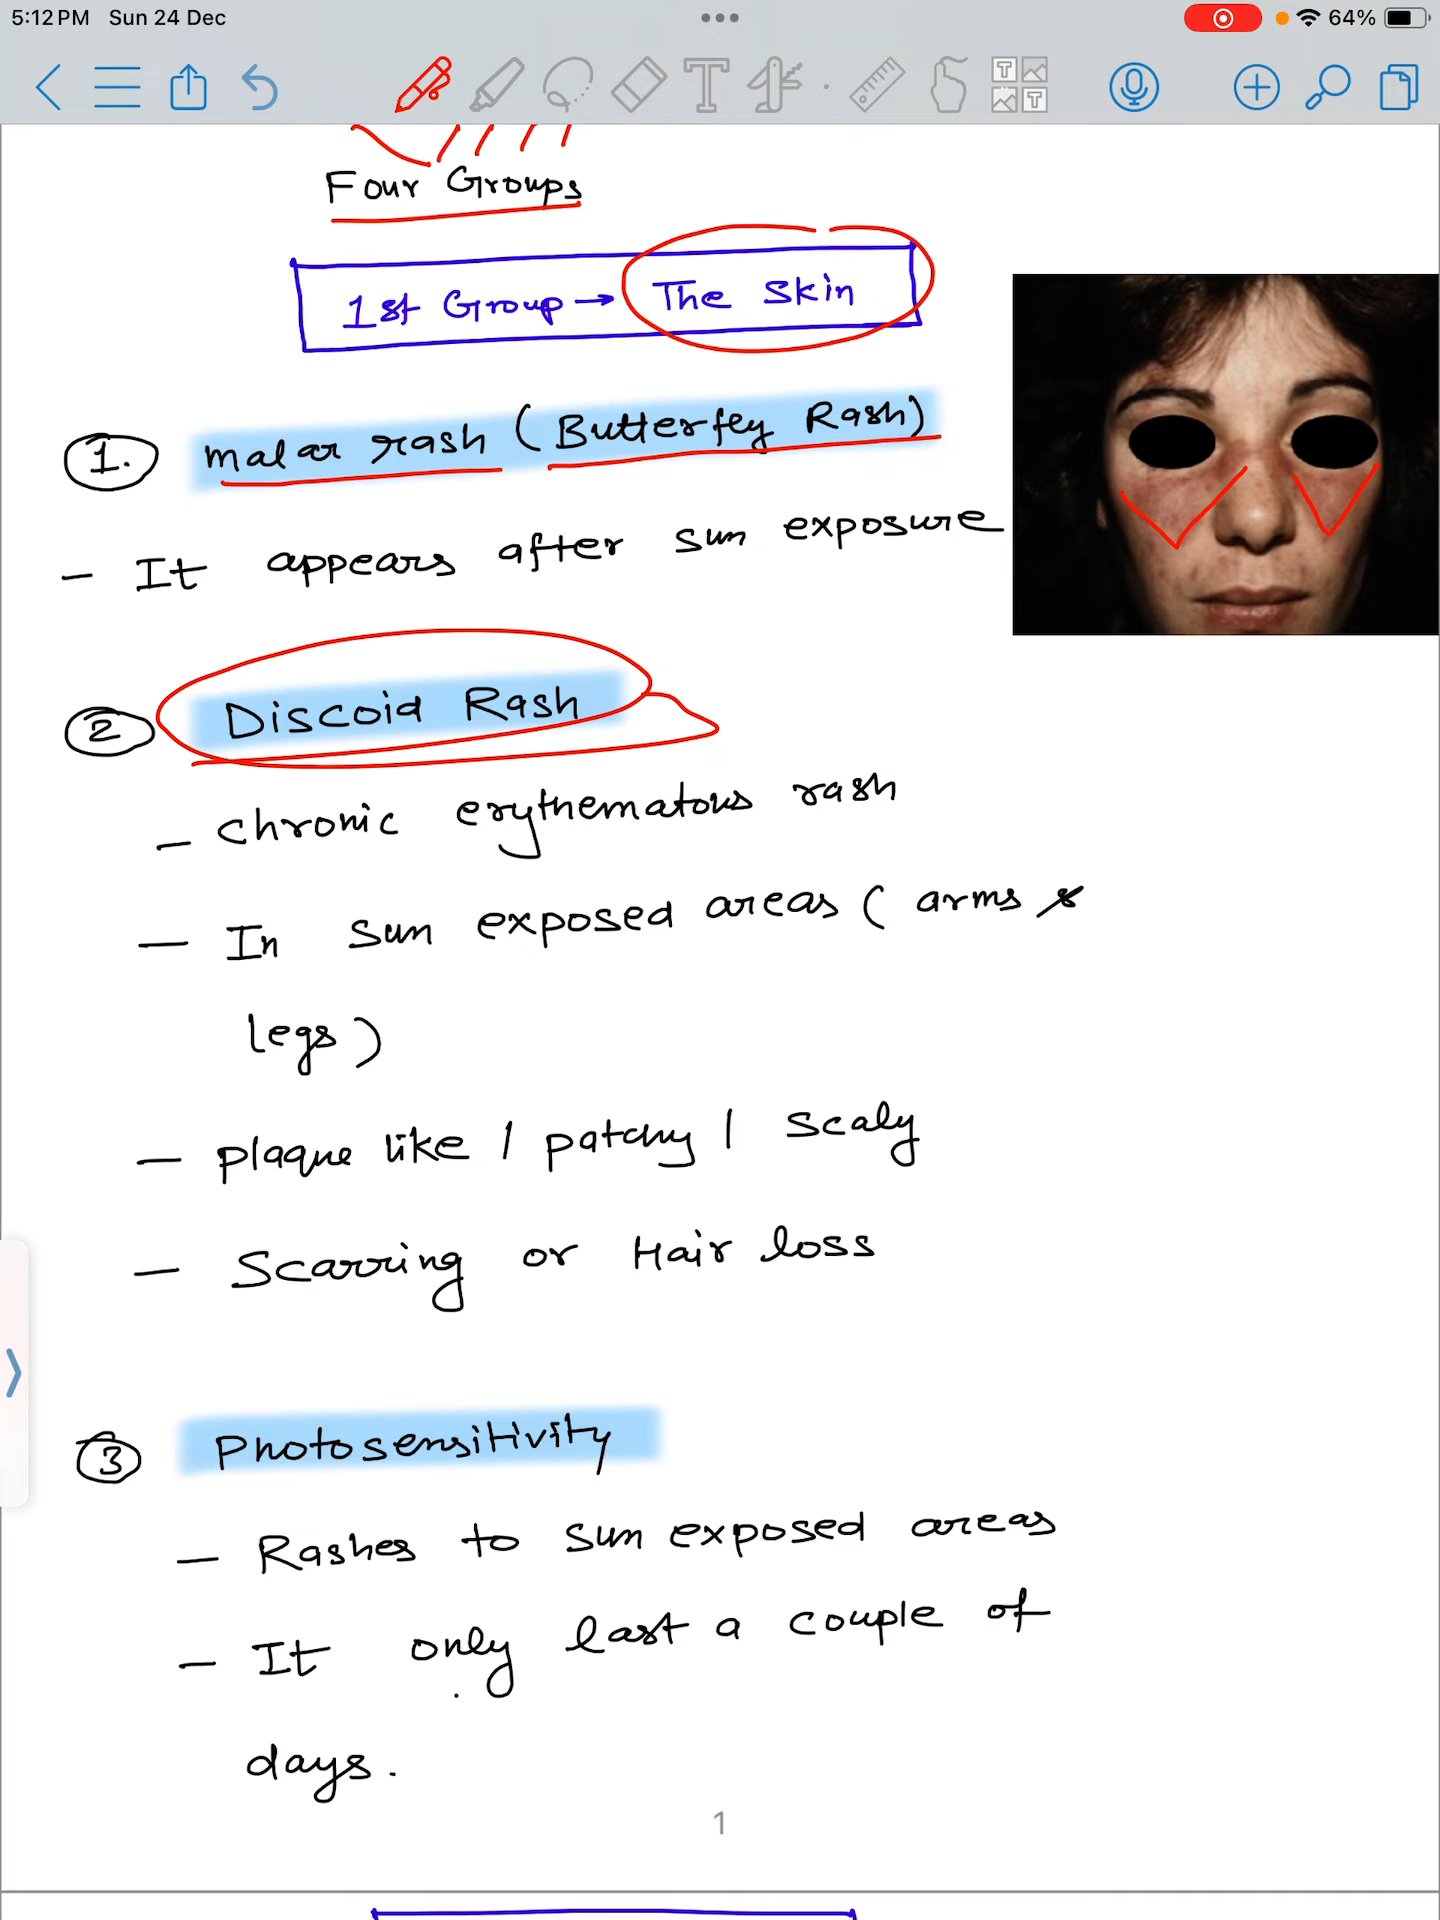 5:12 PM Sun 24 Dec
64%
Four Groups
1st Group → The Skin
1. malar rash (Butterfly Rash)
- It appears after sun exposure
2 Discoid Rash
- chronic erythematous rash
- In sun exposed areas (arms &
legs)
- plaque like / patchy / scaly
- Scarring or Hair loss
3 Photosensitivity
- Rashes to sun exposed areas
- It only last a couple of
days.
1